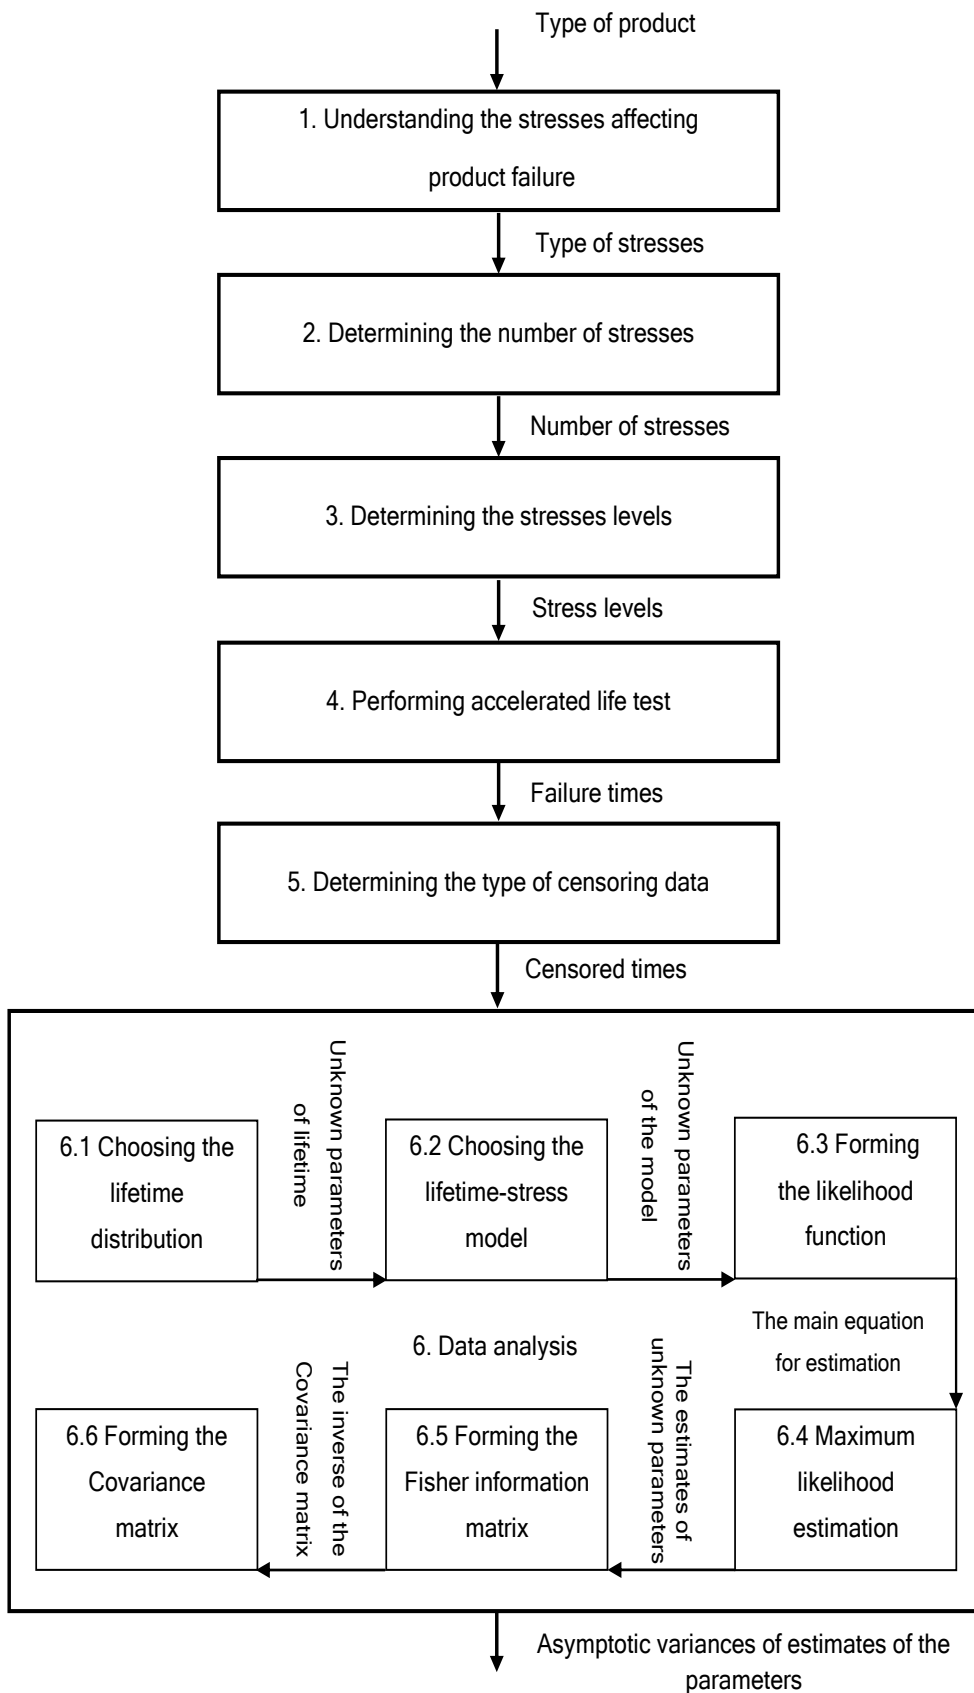 Type of product
1. Understanding the stresses affecting
product failure
Type of stresses
2. Determining the number of stresses
Number of stresses
3. Determining the stresses levels
Stress levels
4. Performing accelerated life test
Failure times
5. Determining the type of censoring data
Censored times
6.1 Choosing the
lifetime
distribution
Unknown parameters
of lifetime
6.2 Choosing the
lifetime-stress
model
Unknown parameters
of the model
6.3 Forming
the likelihood
function
The main equation
for estimation
6. Data analysis
6.4 Maximum
likelihood
estimation
The estimates of
unknown parameters
6.5 Forming the
Fisher information
matrix
The inverse of the
Covariance matrix
6.6 Forming the
Covariance
matrix
Asymptotic variances of estimates of the
parameters